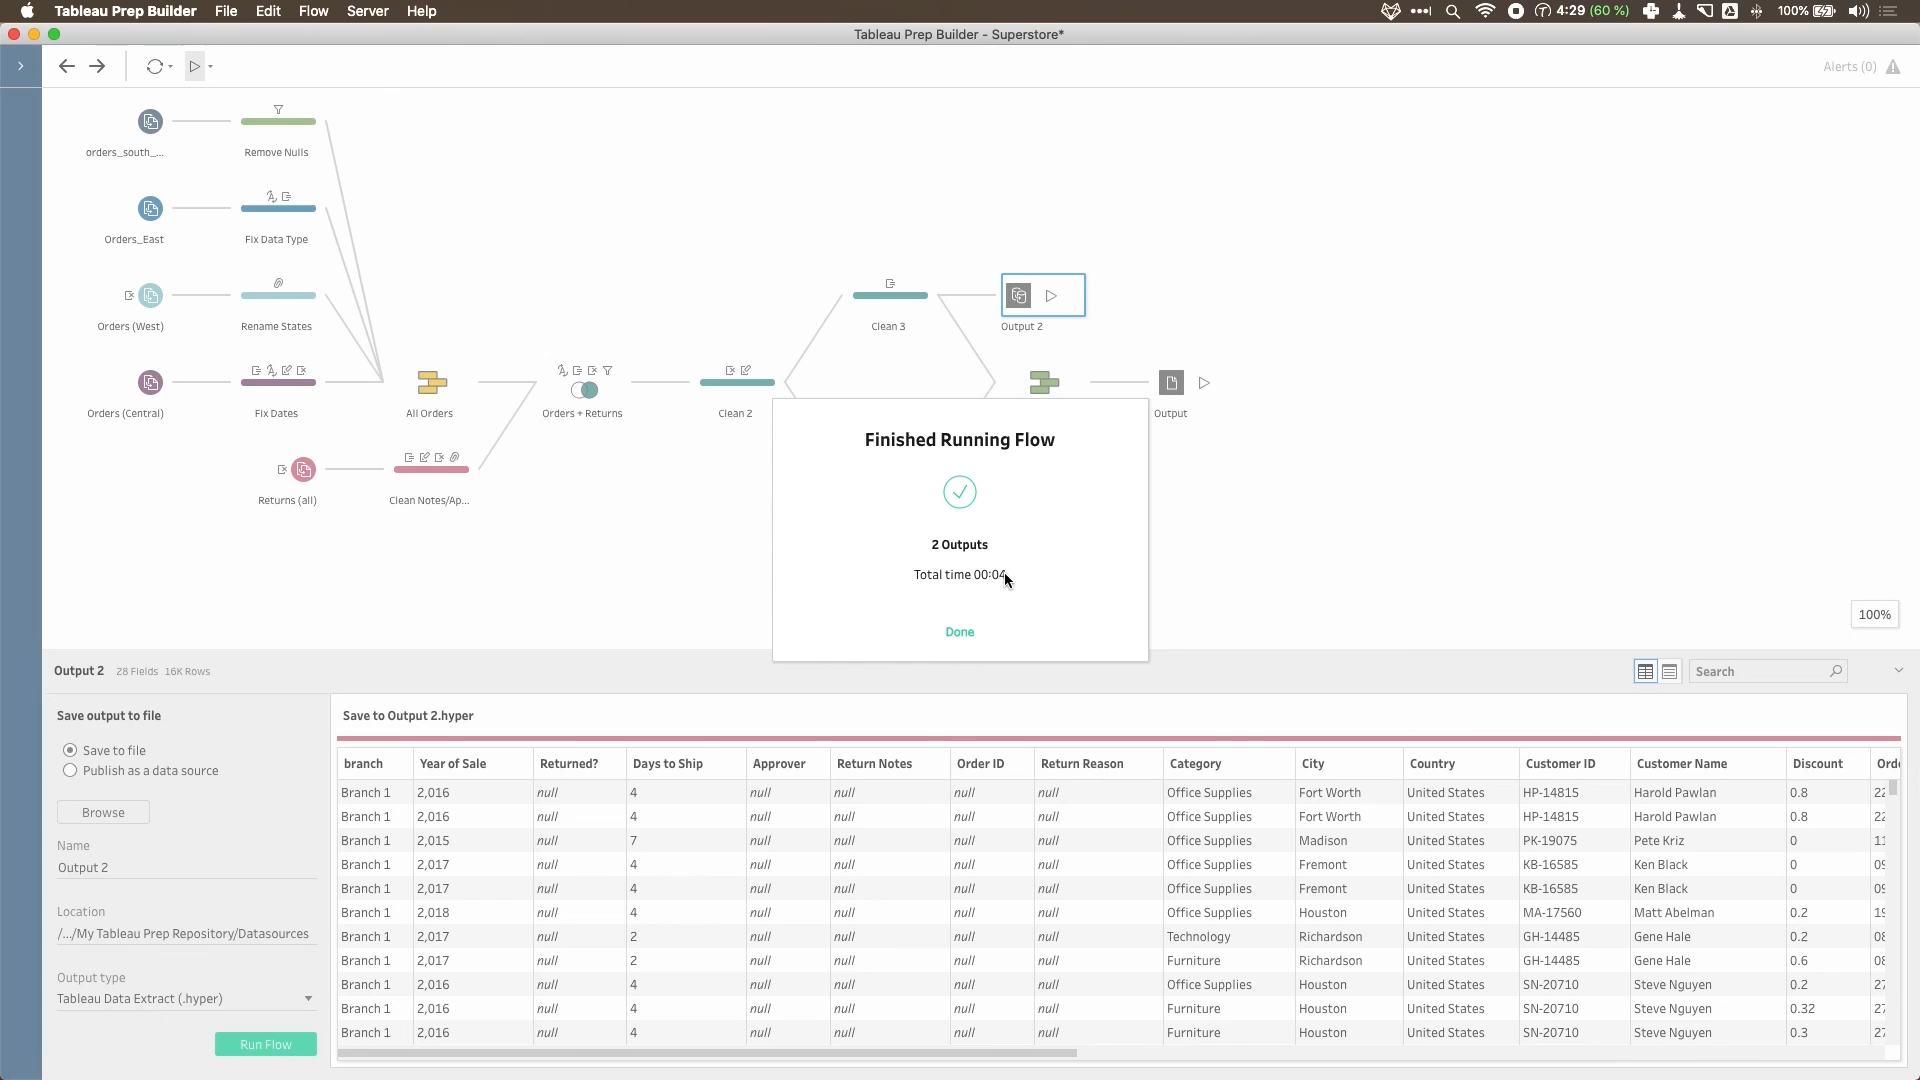 Tableau Prep Builder File Edit Flow Server Help 4:29 (60 %) 100%
Tableau Prep Builder - Superstore*
Alerts (0)
orders_south_... Remove Nulls
Orders_East Fix Data Type
Orders (West) Rename States Clean 3 Output 2
Orders (Central) Fix Dates All Orders Orders + Returns Clean 2 Output
Returns (all) Clean Notes/Ap...
Finished Running Flow
2 Outputs
Total time 00:04
Done
100%
Output 2 28 Fields 16K Rows Search
Save output to file
Save to file
Publish as a data source
Browse
Name
Output 2
Location
/.../My Tableau Prep Repository/Datasources
Output type
Tableau Data Extract (.hyper)
Run Flow
Save to Output 2.hyper
branch Year of Sale Returned? Days to Ship Approver Return Notes Order ID Return Reason Category City Country Customer ID Customer Name Discount
Branch 1 2,016 null 4 null null null null Office Supplies Fort Worth United States HP-14815 Harold Pawlan 0.8 22
Branch 1 2,016 null 4 null null null null Office Supplies Fort Worth United States HP-14815 Harold Pawlan 0.8 22
Branch 1 2,015 null 7 null null null null Office Supplies Madison United States PK-19075 Pete Kriz 0 11
Branch 1 2,017 null 4 null null null null Office Supplies Fremont United States KB-16585 Ken Black 0 09
Branch 1 2,017 null 4 null null null null Office Supplies Fremont United States KB-16585 Ken Black 0 09
Branch 1 2,018 null 4 null null null null Office Supplies Houston United States MA-17560 Matt Abelman 0.2 19
Branch 1 2,017 null 2 null null null null Technology Richardson United States GH-14485 Gene Hale 0.2 08
Branch 1 2,017 null 2 null null null null Furniture Richardson United States GH-14485 Gene Hale 0.6 08
Branch 1 2,016 null 4 null null null null Office Supplies Houston United States SN-20710 Steve Nguyen 0.2 27
Branch 1 2,016 null 4 null null null null Furniture Houston United States SN-20710 Steve Nguyen 0.32 27
Branch 1 2,016 null 4 null null null null Furniture Houston United States SN-20710 Steve Nguyen 0.3 27